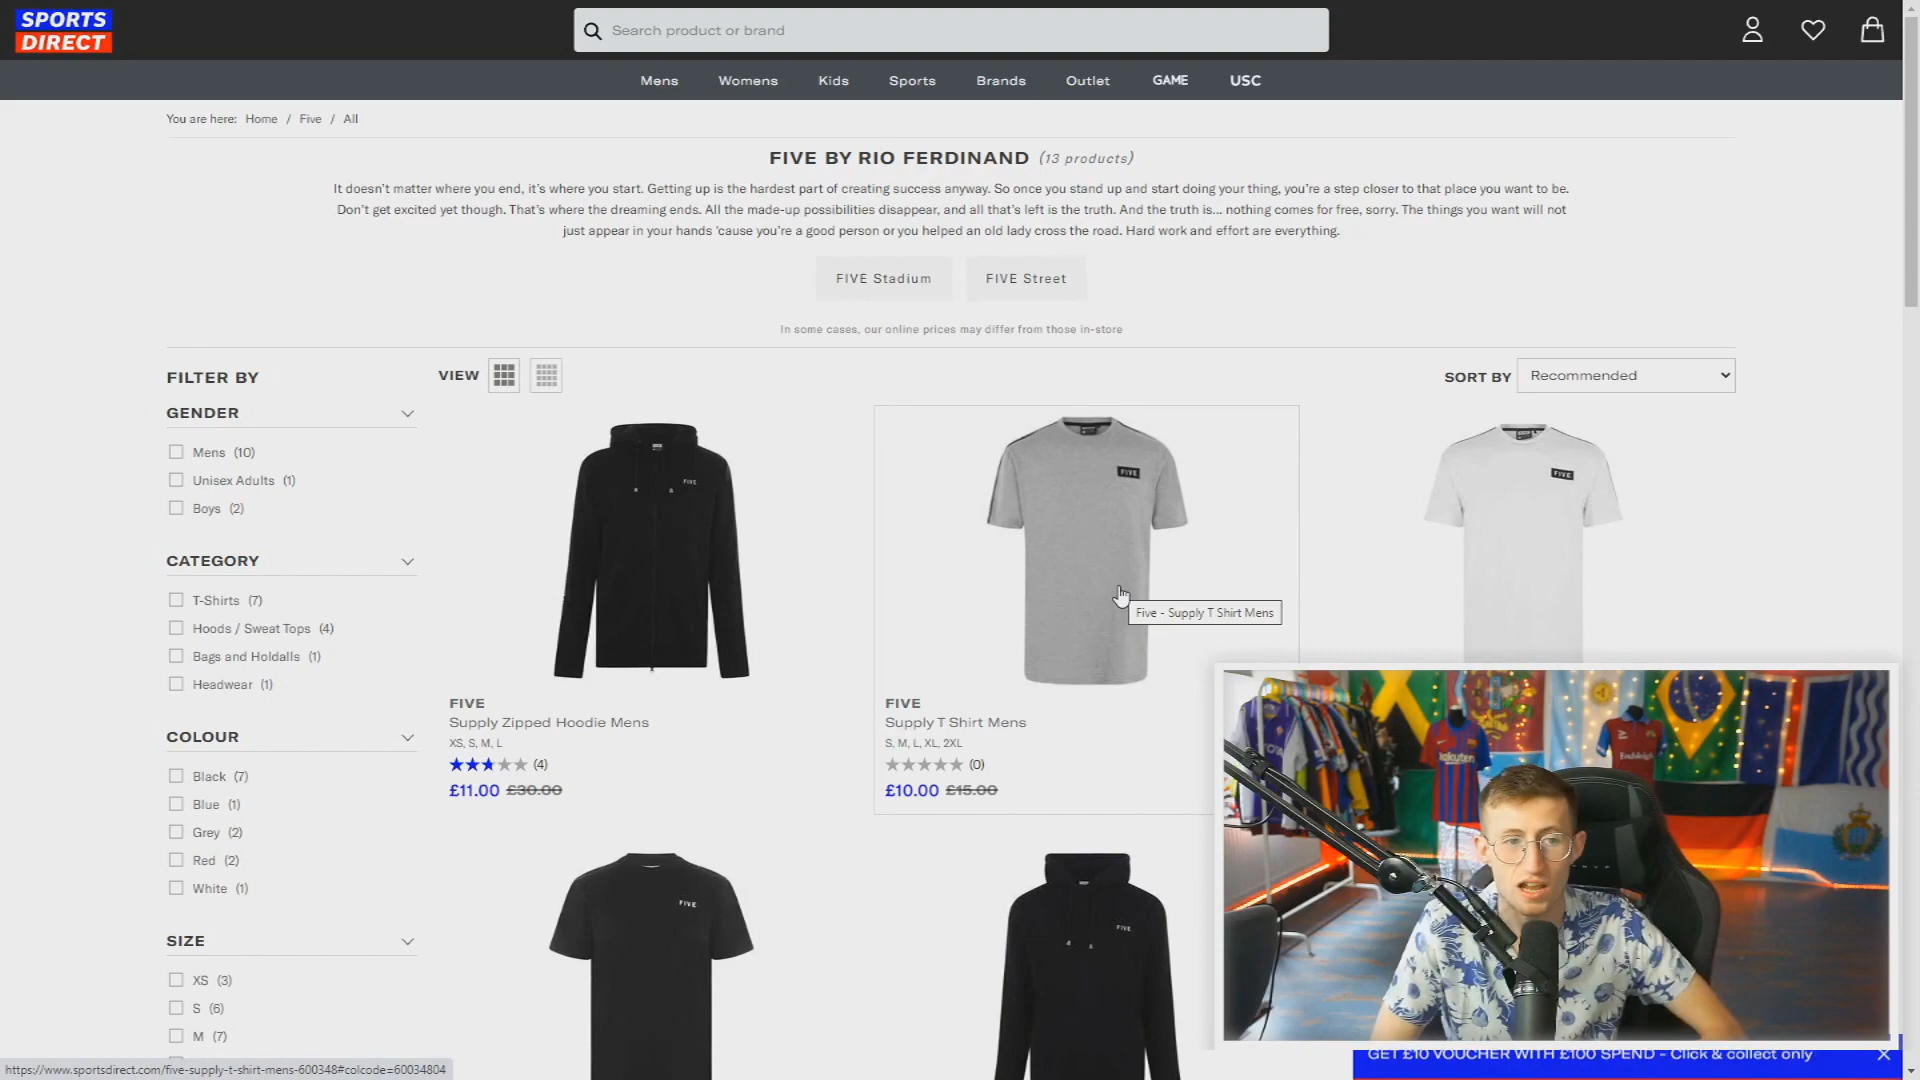 SPORTS
DIRECT
Search product or brand
Mens Womens Kids Sports Brands Outlet GAME USC
You are here: Home / Five / All
FIVE BY RIO FERDINAND (13 products)
It doesn't matter where you end, it's where you start. Getting up is the hardest part of creating success anyway. So once you stand up and start doing your thing, you're a step closer to that place you want to be.
Don't get excited yet though. That's where the dreaming ends. All the made-up possibilities disappear, and all that's left is the truth. And the truth is... nothing comes for free, sorry. The things you want will not
just appear in your hands 'cause you're a good person or you helped an old lady cross the road. Hard work and effort are everything.
FIVE Stadium FIVE Street
In some cases, our online prices may differ from those in-store
FILTER BY
VIEW
SORT BY Recommended
GENDER
Mens (10)
Unisex Adults (1)
Boys (2)
CATEGORY
T-Shirts (7)
Hoods / Sweat Tops (4)
Bags and Holdalls (1)
Headwear (1)
COLOUR
Black (7)
Blue (1)
Grey (2)
Red (2)
White (1)
SIZE
XS (3)
S (6)
M (7)
FIVE
FIVE
FIVE
Five - Supply T Shirt Mens
FIVE
Supply Zipped Hoodie Mens
XS, S, M, L
(4)
£11.00 £30.00
FIVE
Supply T Shirt Mens
S, M, L, XL, 2XL
(0)
£10.00 £15.00
FIVE
FIVE
Rakuten
GET £10 VOUCHER WITH £100 SPEND - Click & collect only
https://www.sportsdirect.com/five-supply-t-shirt-mens-600348#colcode=60034804